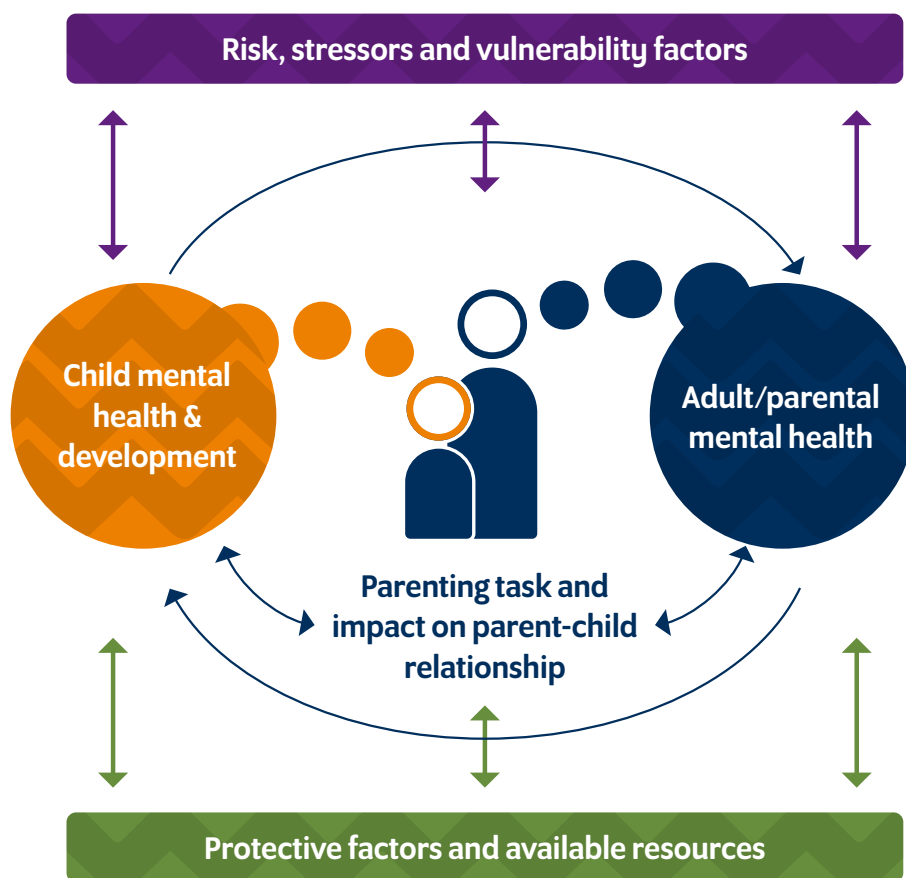 Risk, stressors and vulnerability factors
Child mental
health &
development
Adult/parental
mental health
Parenting task and
impact on parent-child
relationship
Protective factors and available resources